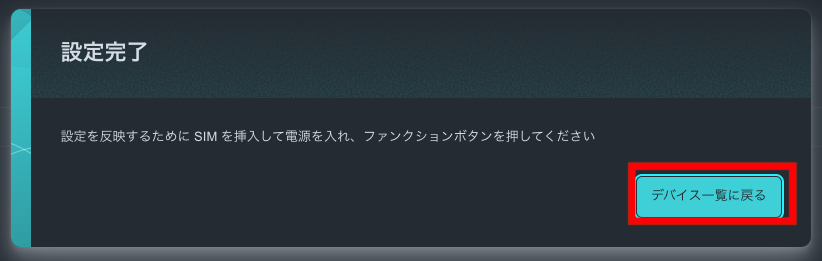 設定完了
設定を反映するために SIM を挿入して電源を入れ、ファンクションボタンを押してください
デバイス一覧に戻る